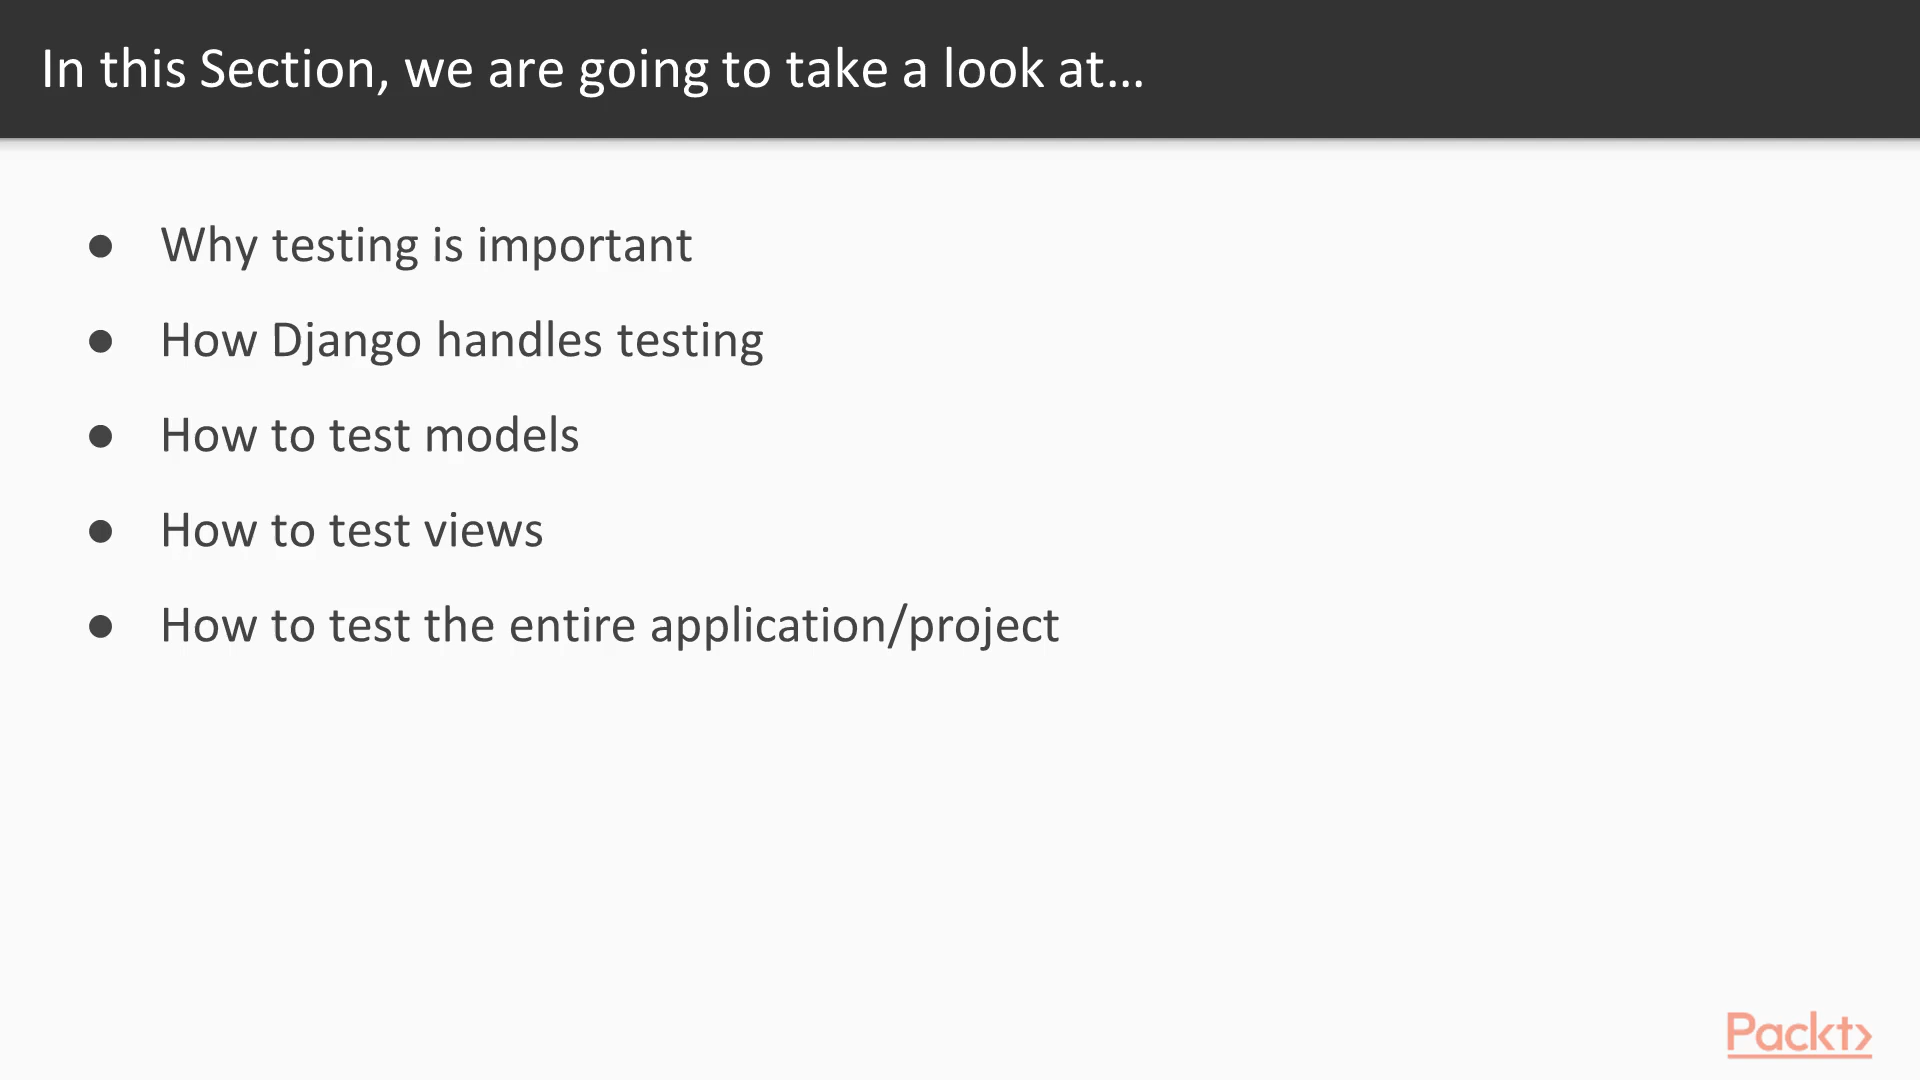 In this Section, we are going to take a look at…
● Why testing is important
● How Django handles testing
● How to test models
● How to test views
● How to test the entire application/project
Packt>